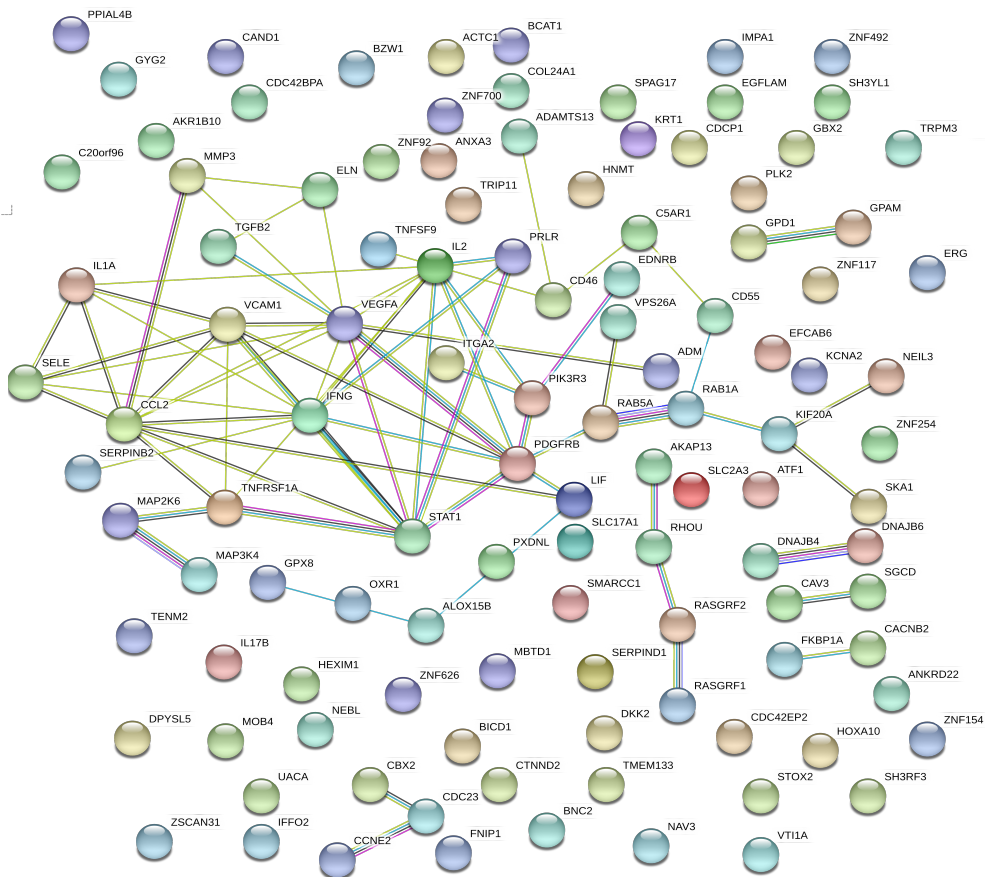 PPIAL4B
CAND1
BZW1
ACTC1
BCAT1
IMPA1
ZNF492
GYG2
CDC42BPA
COL24A1
ZNF700
SPAG17
EGFLAM
SH3YL1
AKR1B10
ADAMTS13
KRT1
CDCP1
GBX2
TRPM3
C20orf96
MMP3
ZNF92
ANXA3
ELN
TRIP11
HNMT
PLK2
TGFB2
TNFSF9
IL2
PRLR
C5AR1
GPD1
GPAM
IL1A
EDNRB
CD46
ZNF117
ERG
VCAM1
VEGFA
VPS26A
CD55
ITGA2
ADM
EFCAB6
KCNA2
NEIL3
SELE
CCL2
IFNG
PIK3R3
RAB5A
RAB1A
KIF20A
ZNF254
SERPINB2
PDGFRB
AKAP13
SLC2A3
ATF1
MAP2K6
TNFRSF1A
STAT1
LIF
SKA1
SLC17A1
RHOU
DNAJB4
DNAJB6
MAP3K4
GPX8
OXR1
PXDNL
ALOX15B
SMARCC1
CAV3
SGCD
RASGRF2
TENM2
IL17B
HEXIM1
ZNF626
MBTD1
SERPIND1
RASGRF1
FKBP1A
CACNB2
ANKRD22
DPYSL5
MOB4
NEBL
BICD1
DKK2
CDC42EP2
HOXA10
ZNF154
UACA
CBX2
CTNND2
TMEM133
STOX2
SH3RF3
ZSCAN31
IFFO2
CCNE2
CDC23
FNIP1
BNC2
NAV3
VTI1A